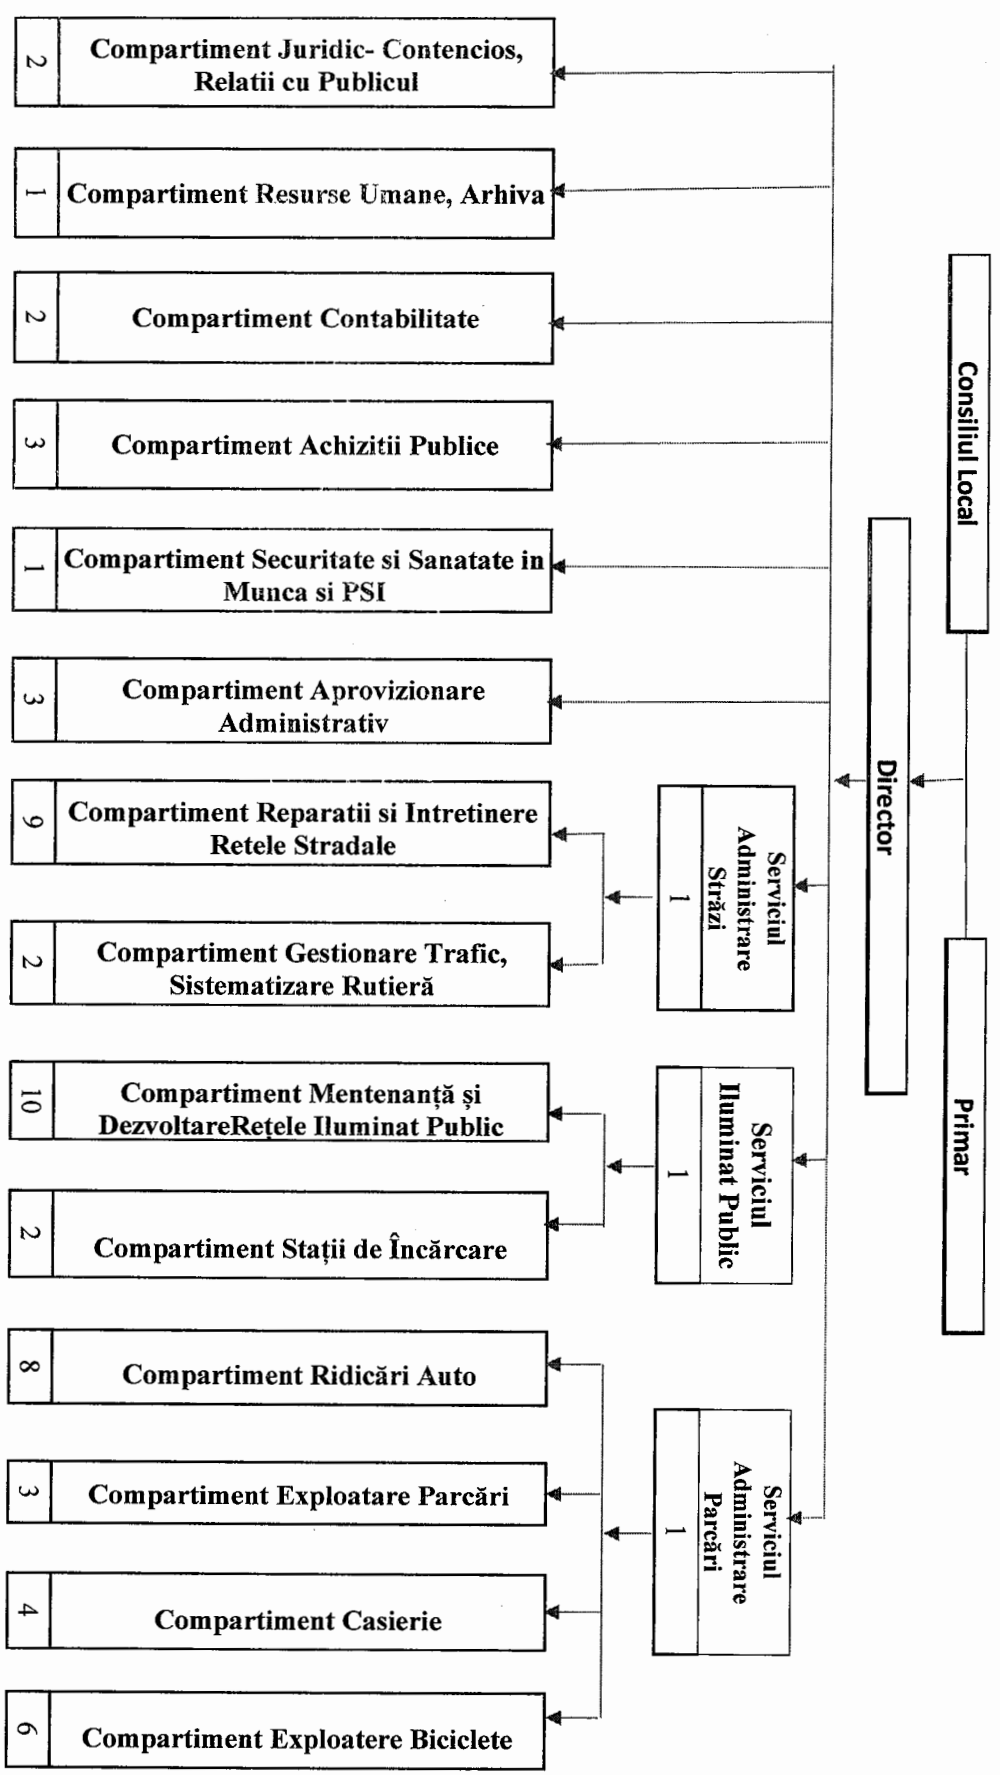 Consiliul Local
Primar
Director
Compartiment Juridic- Contencios,
Relatii cu Publicul
2
Compartiment Resurse Umane, Arhiva
1
Compartiment Contabilitate
2
Compartiment Achizitii Publice
3
Compartiment Securitate si Sanatate in
Munca si PSI
1
Compartiment Aprovizionare
Administrativ
3
Serviciul
Administrare
Străzi
1
Compartiment Reparatii si Intretinere
Retele Stradale
9
Compartiment Gestionare Trafic,
Sistematizare Rutieră
2
Serviciul
Iluminat Public
1
Compartiment Mentenanță și
DezvoltareRețele Iluminat Public
10
Compartiment Stații de Încărcare
2
Serviciul
Administrare
Parcări
1
Compartiment Ridicări Auto
8
Compartiment Exploatare Parcări
3
Compartiment Casierie
4
Compartiment Exploatere Biciclete
6